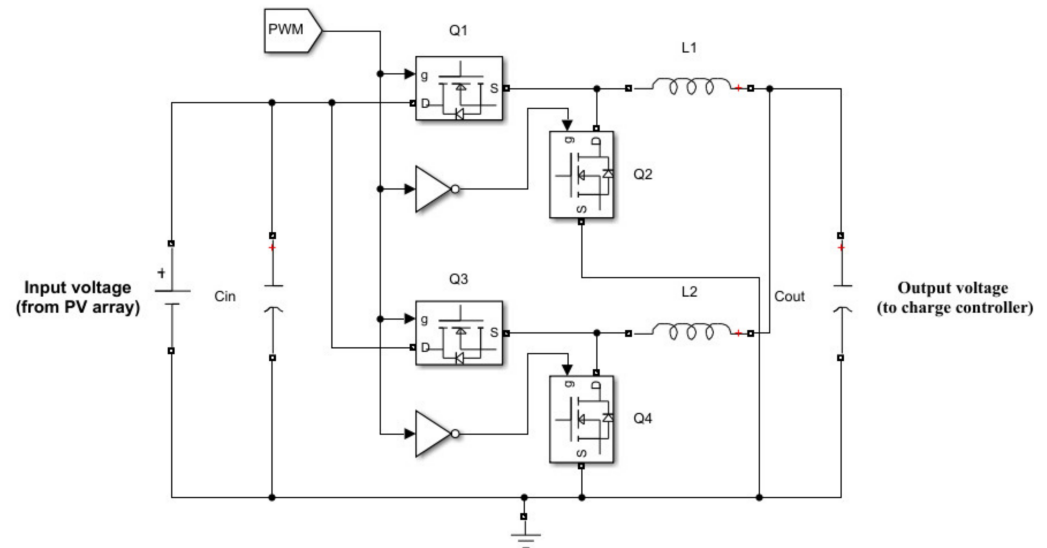 PWM
Q1
L1
g
D
S
g
D
S
Q2
Input voltage
(from PV array)
Cin
Q3
L2
Cout
Output voltage
(to charge controller)
g
D
S
g
D
S
Q4